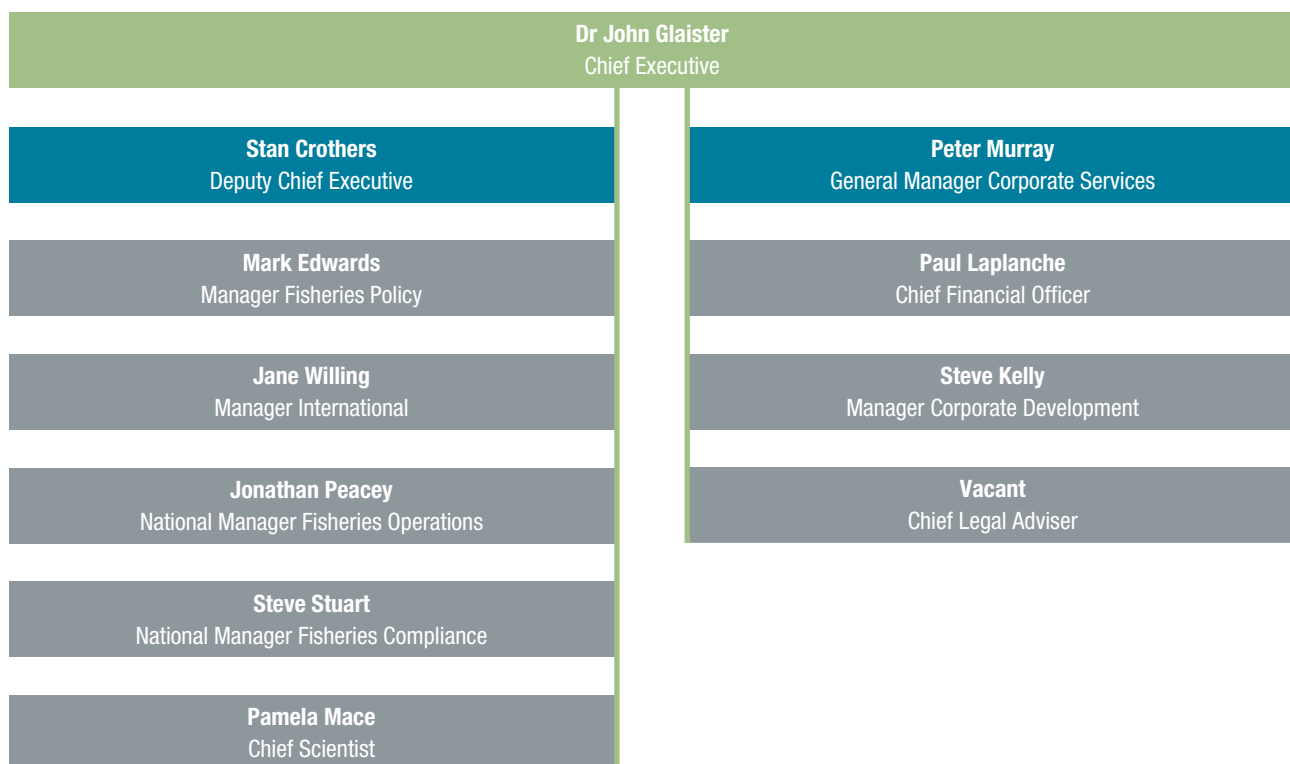 Dr John Glaister
Chief Executive
Stan Crothers
Deputy Chief Executive
Mark Edwards
Manager Fisheries Policy
Jane Willing
Manager International
Jonathan Peacey
National Manager Fisheries Operations
Steve Stuart
National Manager Fisheries Compliance
Pamela Mace
Chief Scientist
Peter Murray
General Manager Corporate Services
Paul Laplanche
Chief Financial Officer
Steve Kelly
Manager Corporate Development
Vacant
Chief Legal Adviser